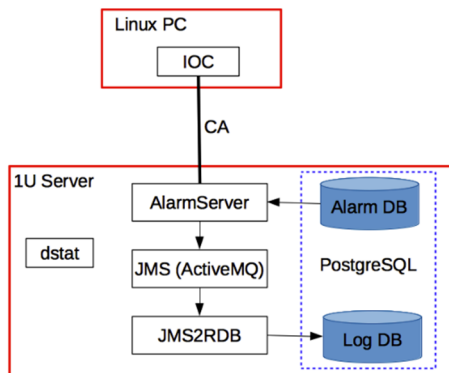 Linux PC
IOC
CA
1U Server
AlarmServer
Alarm DB
dstat
JMS (ActiveMQ)
PostgreSQL
JMS2RDB
Log DB